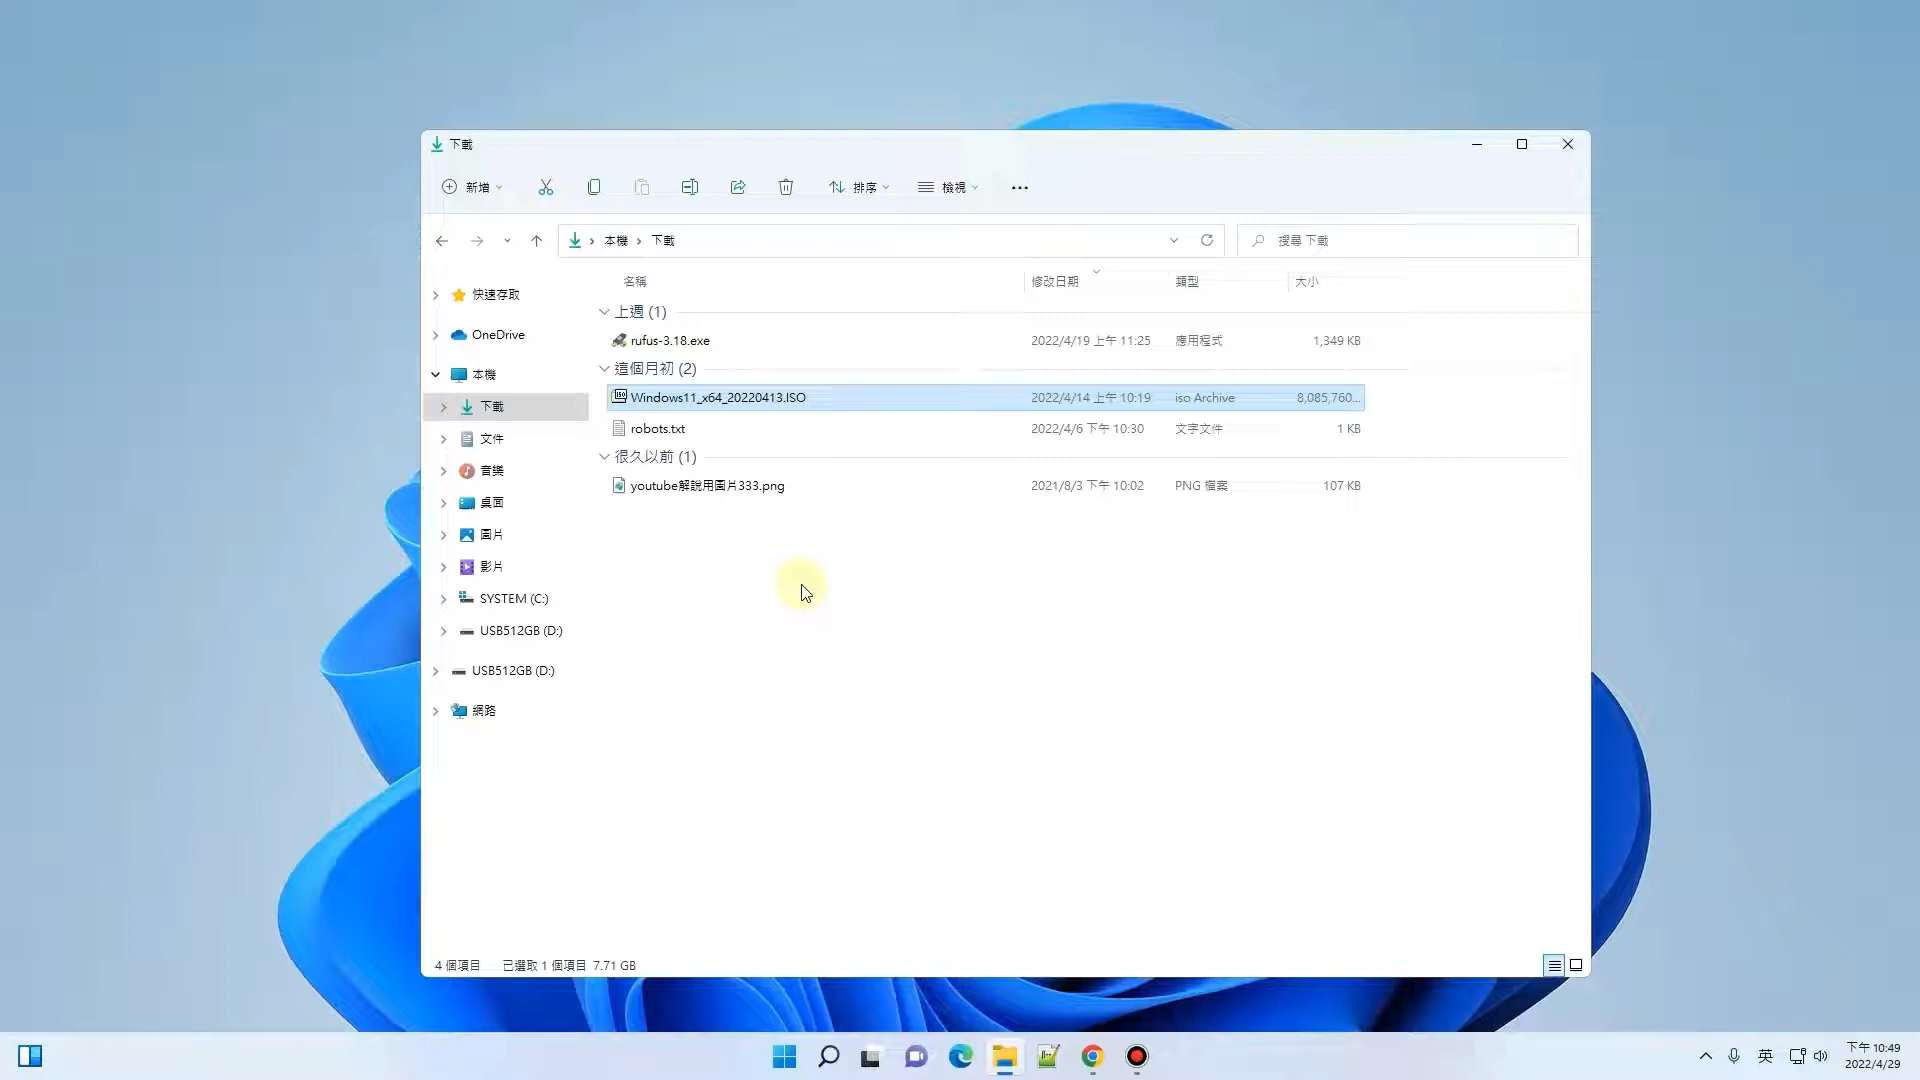 下載
新增
排序
檢視
本機 › 下載
搜尋 下載
名稱 修改日期 類型 大小
快速存取
OneDrive
本機
下載
文件
音樂
桌面
圖片
影片
SYSTEM (C:)
USB512GB (D:)
USB512GB (D:)
網路
上週 (1)
rufus-3.18.exe 2022/4/19 上午 11:25 應用程式 1,349 KB
這個月初 (2)
Windows11_x64_20220413.ISO 2022/4/14 上午 10:19 iso Archive 8,085,760...
robots.txt 2022/4/6 下午 10:30 文字文件 1 KB
很久以前 (1)
youtube解說用圖片333.png 2021/8/3 下午 10:02 PNG 檔案 107 KB
4 個項目 已選取 1 個項目 7.71 GB
英
下午 10:49
2022/4/29